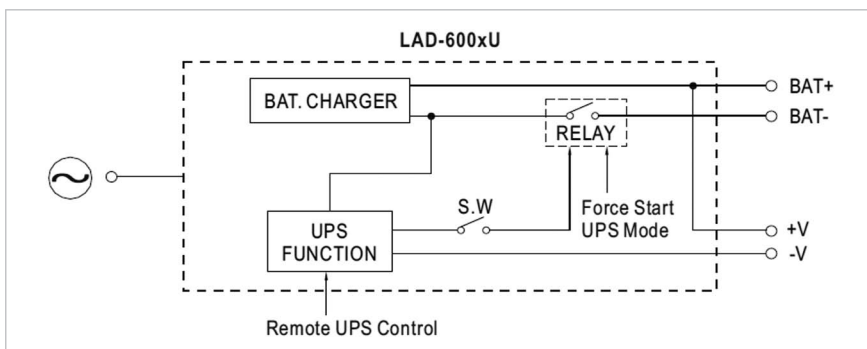 LAD-600xU
BAT. CHARGER
BAT+
BAT-
RELAY
S.W
Force Start
UPS Mode
UPS
FUNCTION
+V
-V
Remote UPS Control